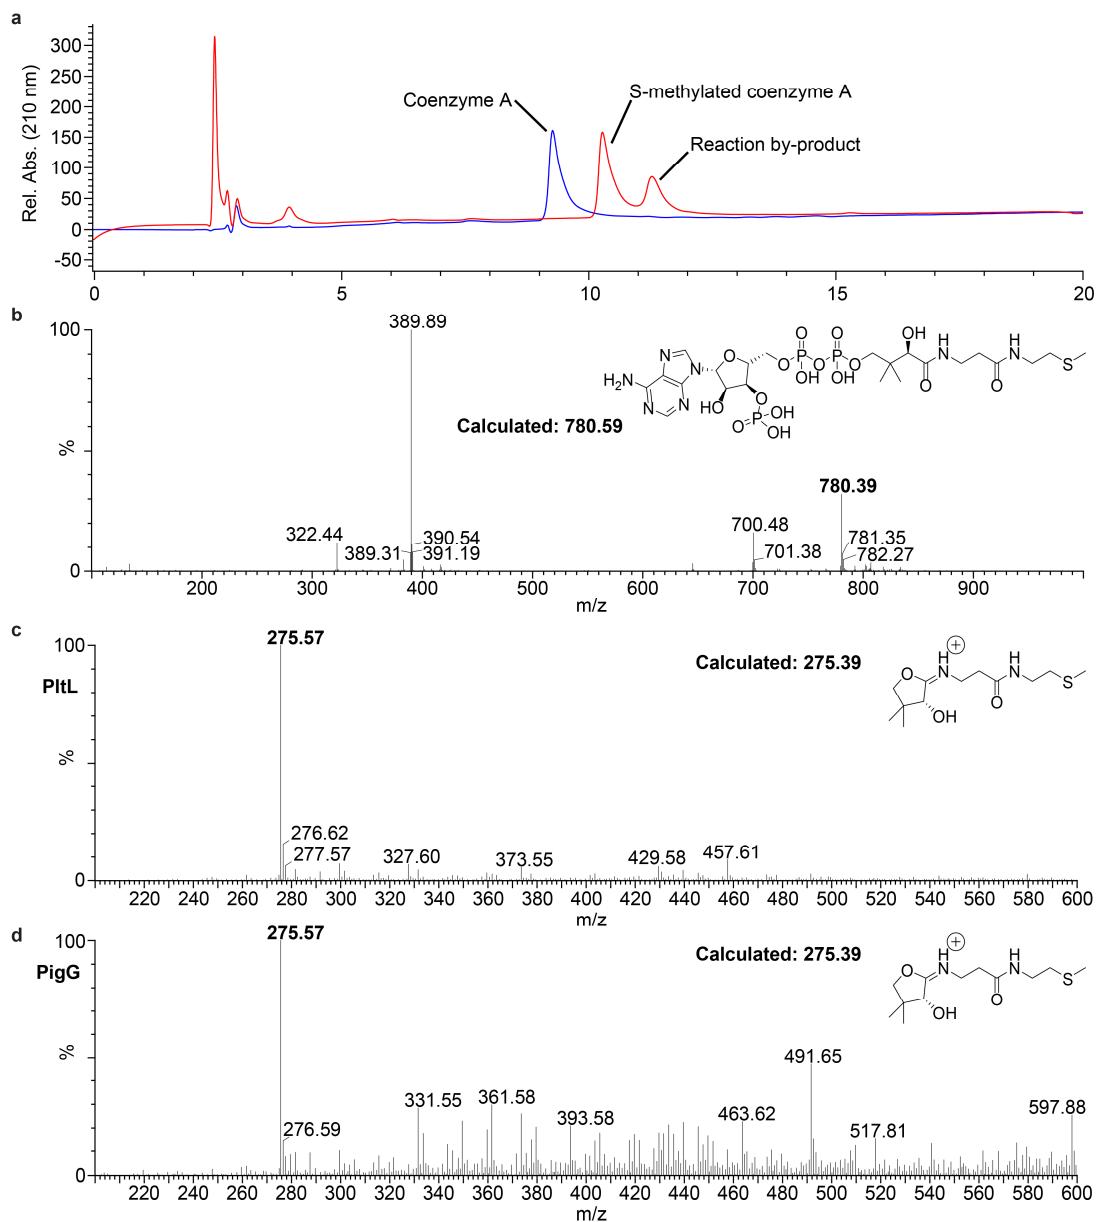 a
Rel. Abs. (210 nm)
300
250
200
150
100
50
0
-50
Coenzyme A
S-methylated coenzyme A
Reaction by-product
0 5 10 15 20
b
100
%
0
389.89
322.44
389.31
390.54
391.19
700.48
701.38
780.39
781.35
782.27
Calculated: 780.59
H₂N
N
N
N
N
O
HO
O
P
O
OH
OH
O
O
P
OH
O
O
P
OH
O
OH
H
N
O
H
N
O
S
200 300 400 500 600 700 800 900
m/z
c
PltL
100
%
0
275.57
276.62
277.57
327.60
373.55
429.58
457.61
Calculated: 275.39
O
H
N
+
OH
O
H
N
S
220 240 260 280 300 320 340 360 380 400 420 440 460 480 500 520 540 560 580 600
m/z
d
PigG
100
%
0
275.57
276.59
331.55
361.58
393.58
463.62
491.65
517.81
597.88
Calculated: 275.39
O
H
N
+
OH
O
H
N
S
220 240 260 280 300 320 340 360 380 400 420 440 460 480 500 520 540 560 580 600
m/z